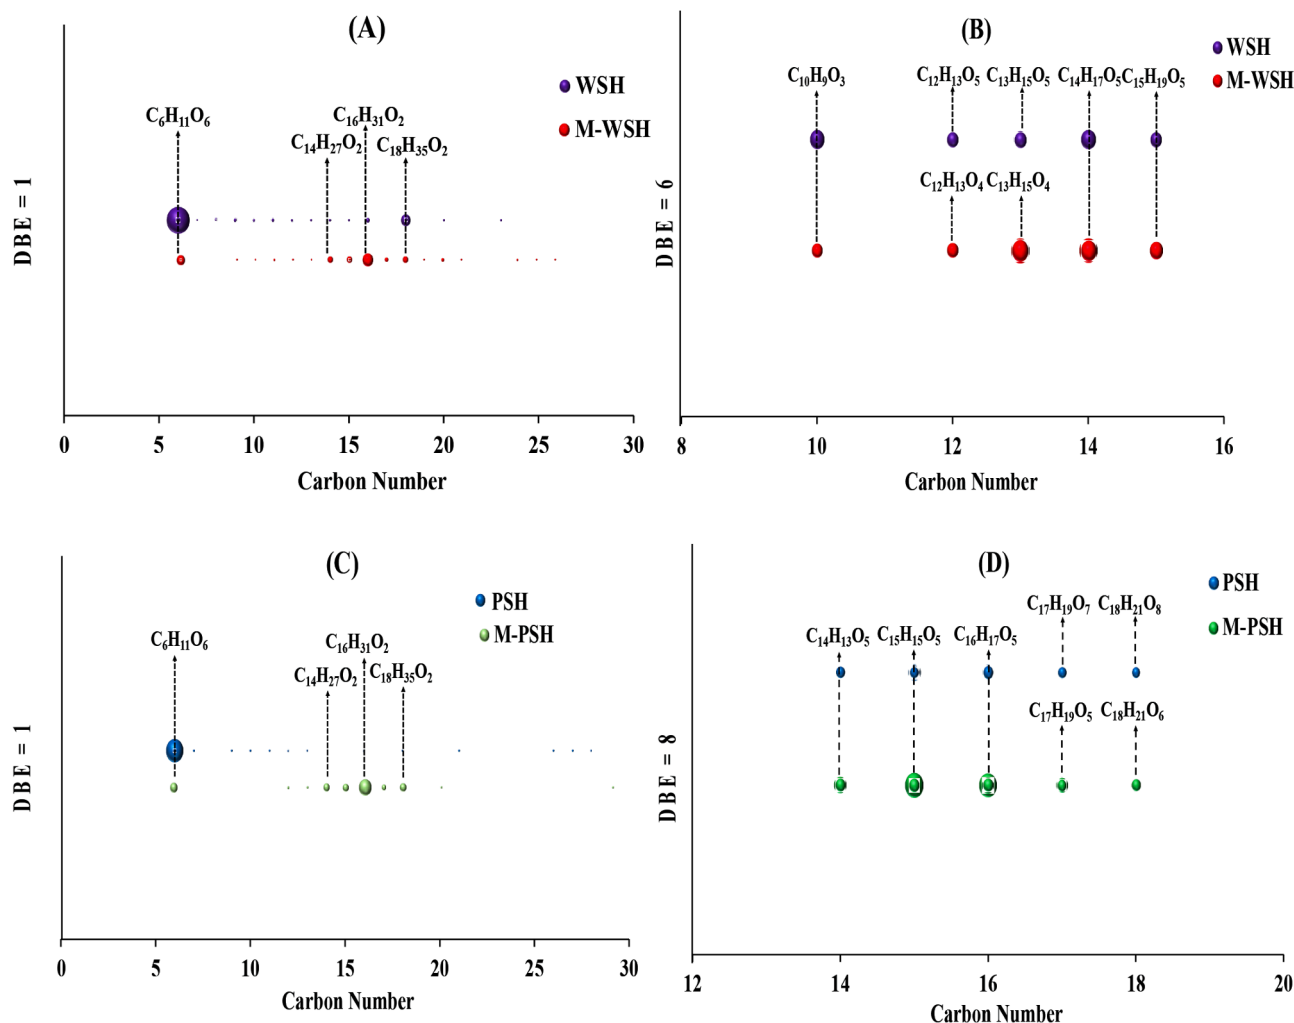 (A)
WSH
M-WSH
C₆H₁₁O₆
C₁₆H₃₁O₂
C₁₄H₂₇O₂
C₁₈H₃₅O₂
DBE = 1
0 5 10 15 20 25 30
Carbon Number
(B)
WSH
M-WSH
C₁₀H₉O₃ C₁₂H₁₃O₅ C₁₃H₁₅O₅ C₁₄H₁₇O₅ C₁₅H₁₉O₅
C₁₂H₁₃O₄ C₁₃H₁₅O₄
DBE = 6
8 10 12 14 16
Carbon Number
(C)
PSH
M-PSH
C₆H₁₁O₆
C₁₆H₃₁O₂
C₁₄H₂₇O₂ C₁₈H₃₅O₂
DBE = 1
0 5 10 15 20 25 30
Carbon Number
(D)
PSH
M-PSH
C₁₇H₁₉O₇ C₁₈H₂₁O₈
C₁₄H₁₃O₅ C₁₅H₁₅O₅ C₁₆H₁₇O₅
C₁₇H₁₉O₅ C₁₈H₂₁O₆
DBE = 8
12 14 16 18 20
Carbon Number